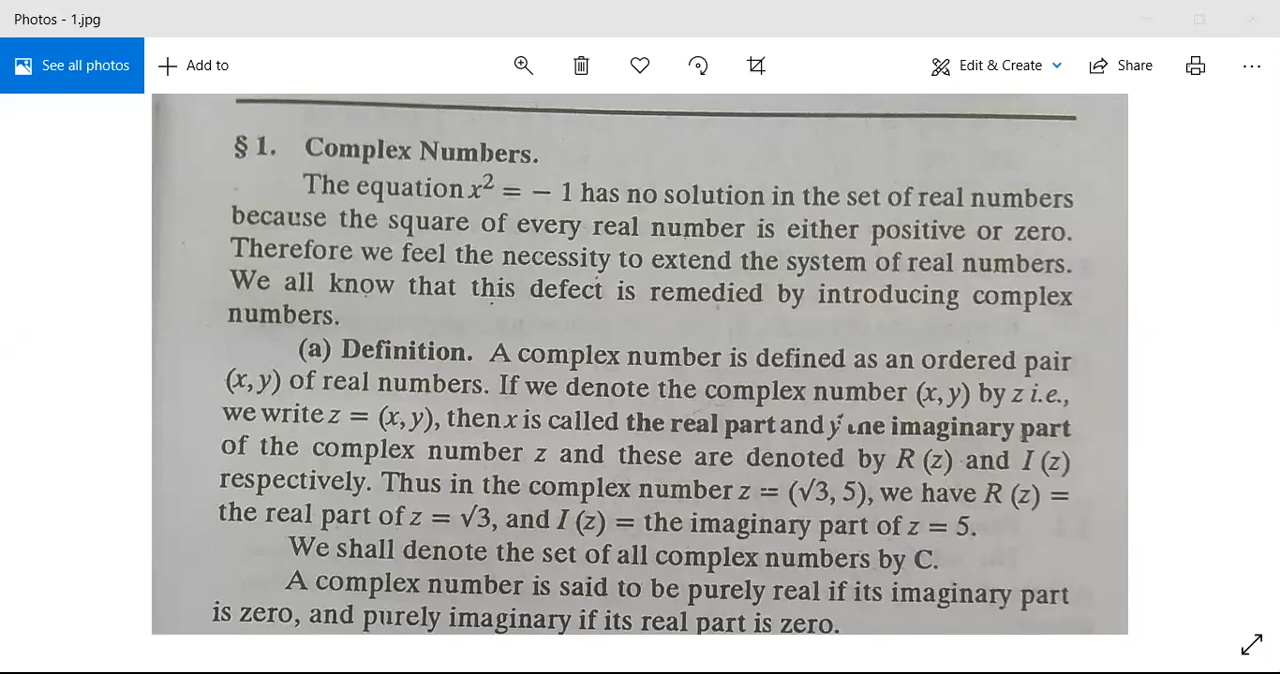 Photos - 1.jpg
See all photos
Add to
Edit & Create
Share
§ 1. Complex Numbers.
The equation x² = − 1 has no solution in the set of real numbers
because the square of every real number is either positive or zero.
Therefore we feel the necessity to extend the system of real numbers.
We all know that this defect is remedied by introducing complex
numbers.
(a) Definition. A complex number is defined as an ordered pair
(x, y) of real numbers. If we denote the complex number (x, y) by z i.e.,
we write z = (x, y), then x is called the real part and y the imaginary part
of the complex number z and these are denoted by R (z) and I (z)
respectively. Thus in the complex number z = (√3, 5), we have R (z) =
the real part of z = √3, and I (z) = the imaginary part of z = 5.
We shall denote the set of all complex numbers by C.
A complex number is said to be purely real if its imaginary part
is zero, and purely imaginary if its real part is zero.